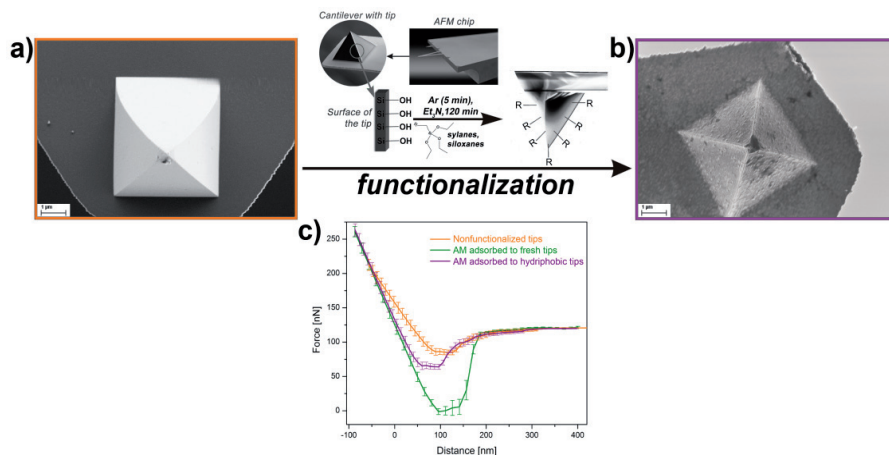 a)
Cantilever with tip
AFM chip
b)
Surface of
the tip
Si
OH
Si
OH
Si
OH
Si
OH
Ar (5 min),
Et3N,120 min
sylanes,
siloxanes
R
R
R
R
R
R
R
functionalization
1 µm
1 µm
c)
Nonfunctionalized tips
AM adsorbed to fresh tips
AM adsorbed to hydriphobic tips
Force [nN]
250
200
150
100
50
0
-100
0
100
200
300
400
Distance [nm]